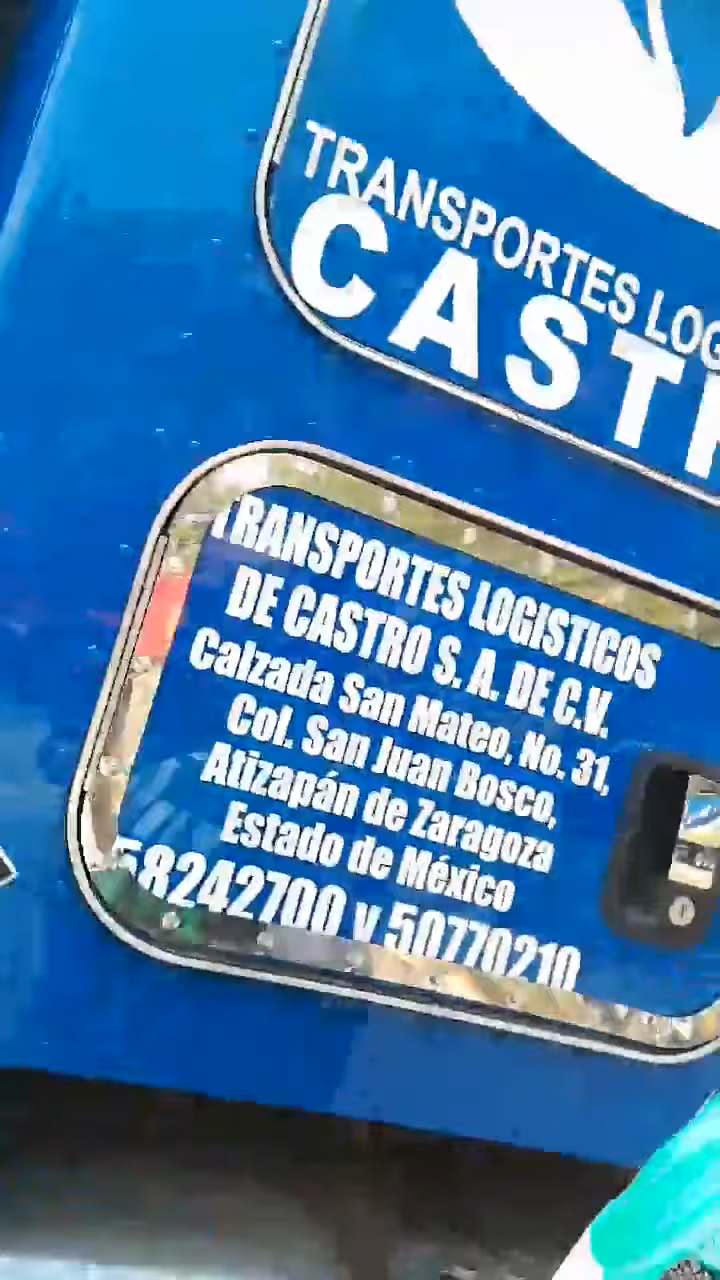 TRANSPORTES LOG
CAST
TRANSPORTES LOGISTICOS
DE CASTRO S. A. DE C.V.
Calzada San Mateo, No. 31,
Col. San Juan Bosco,
Atizapán de Zaragoza
Estado de México
58242700 y 50770210